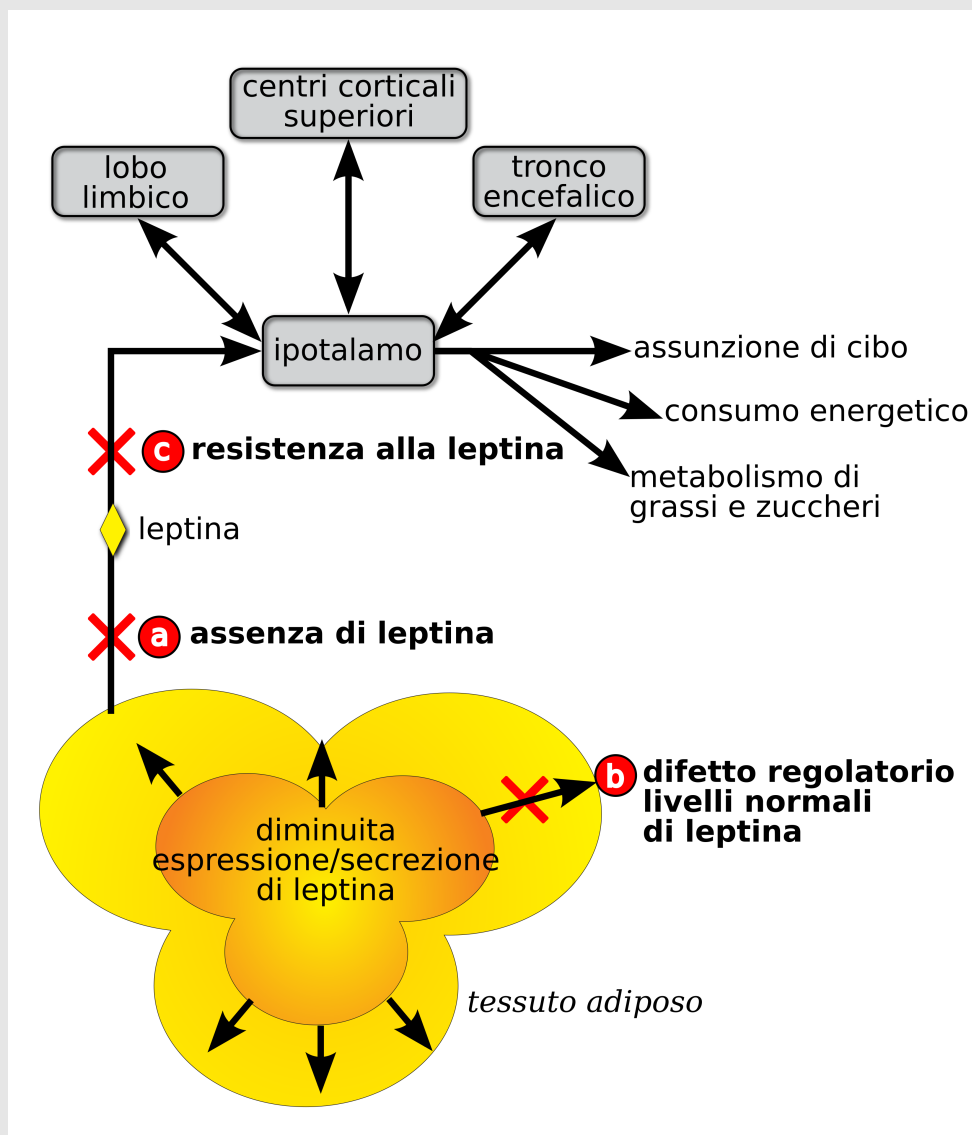 centri corticali
superiori
lobo
limbico
tronco
encefalico
ipotalamo
assunzione di cibo
consumo energetico
metabolismo di
grassi e zuccheri
c resistenza alla leptina
leptina
a assenza di leptina
b difetto regolatorio
livelli normali
di leptina
diminuita
espressione/secrezione
di leptina
tessuto adiposo